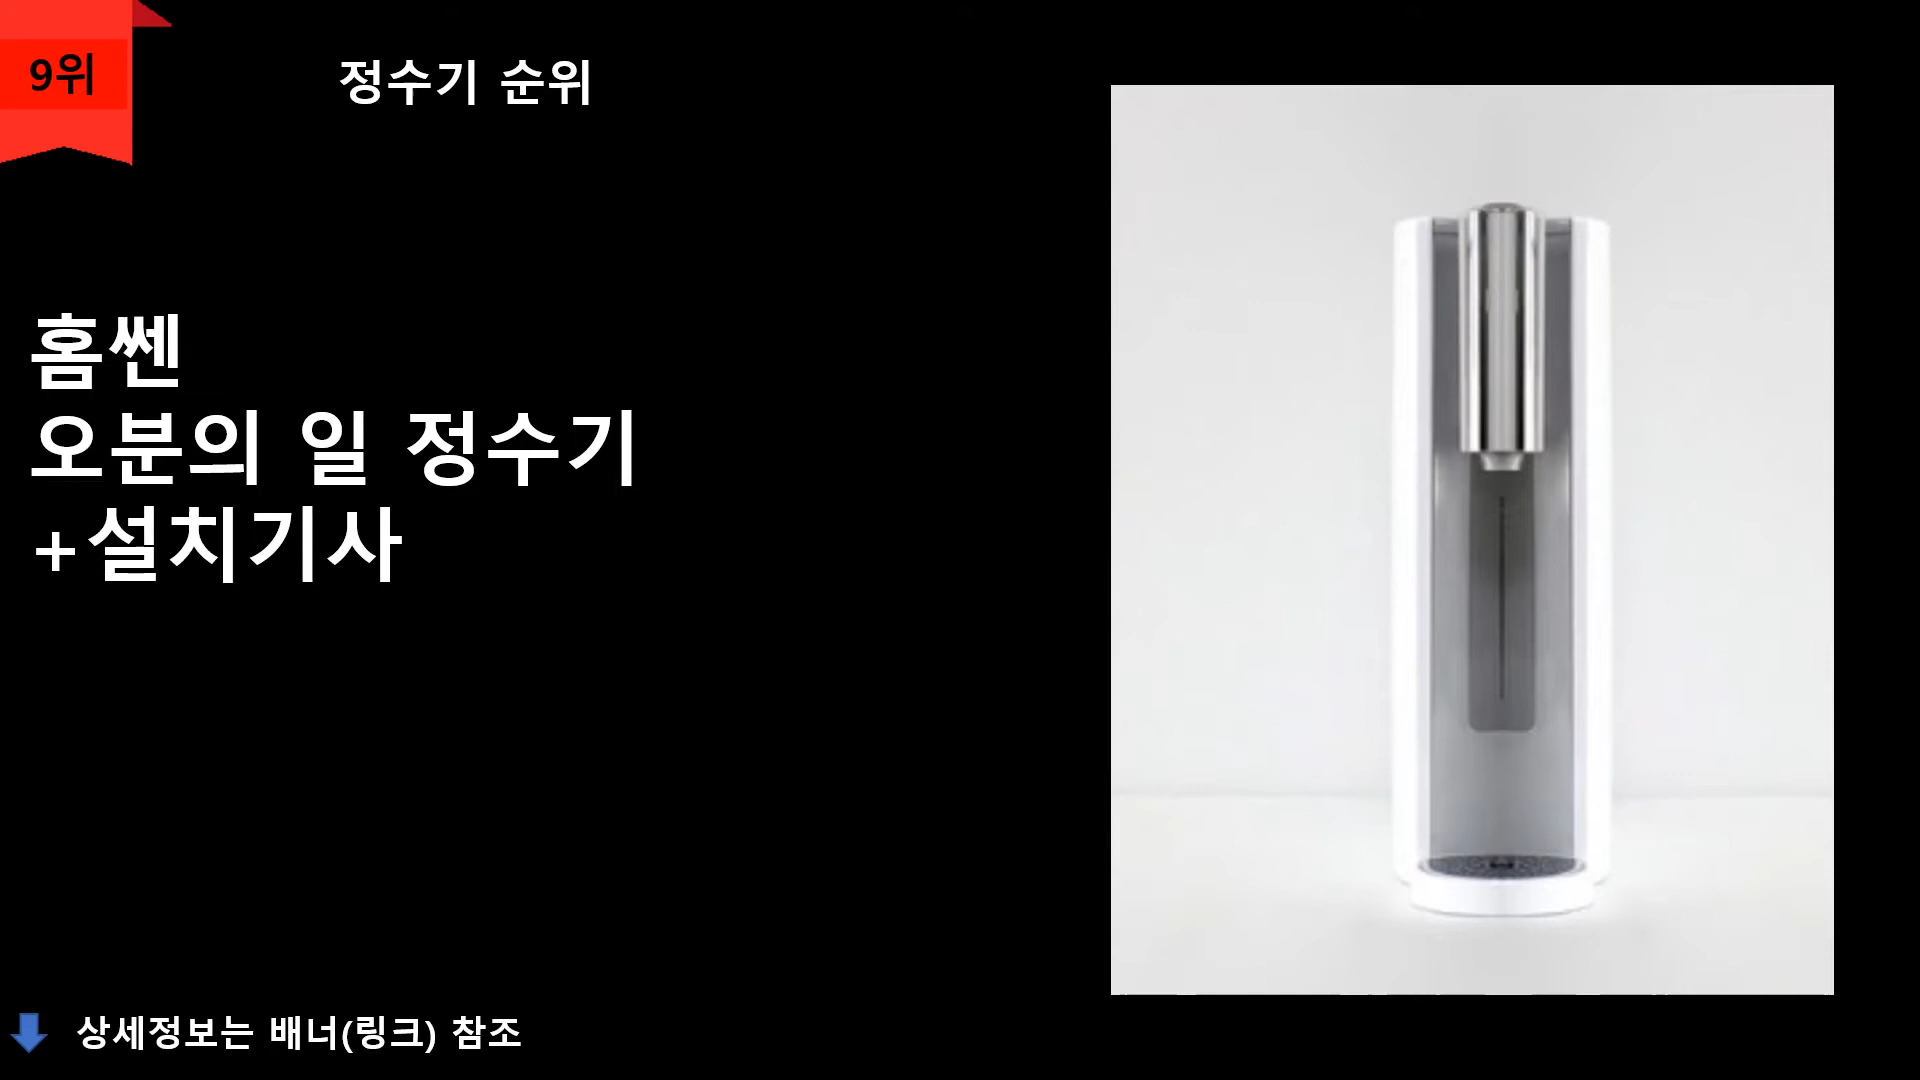 9위
정수기 순위
홈쎈
오분의 일 정수기
+설치기사
상세정보는 배너(링크) 참조